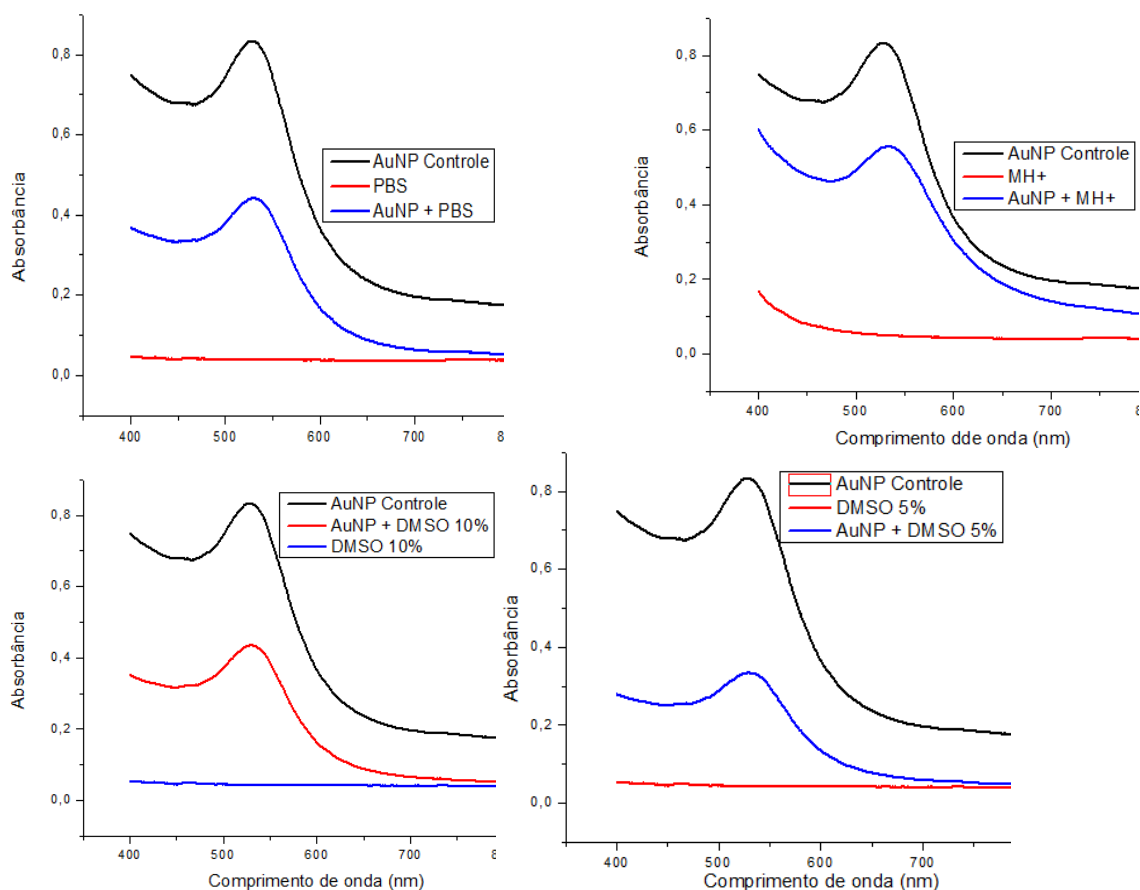 Absorbância
0,8
0,6
0,4
0,2
0,0
AuNP Controle
PBS
AuNP + PBS
400
500
600
700
8
Absorbância
0,8
0,6
0,4
0,2
0,0
AuNP Controle
MH+
AuNP + MH+
400
500
600
700
8
Comprimento dde onda (nm)
Absorbância
0,8
0,6
0,4
0,2
0,0
AuNP Controle
AuNP + DMSO 10%
DMSO 10%
400
500
600
700
8
Comprimento de onda (nm)
Absorbância
0,8
0,6
0,4
0,2
0,0
AuNP Controle
DMSO 5%
AuNP + DMSO 5%
400
500
600
700
Comprimento de onda (nm)